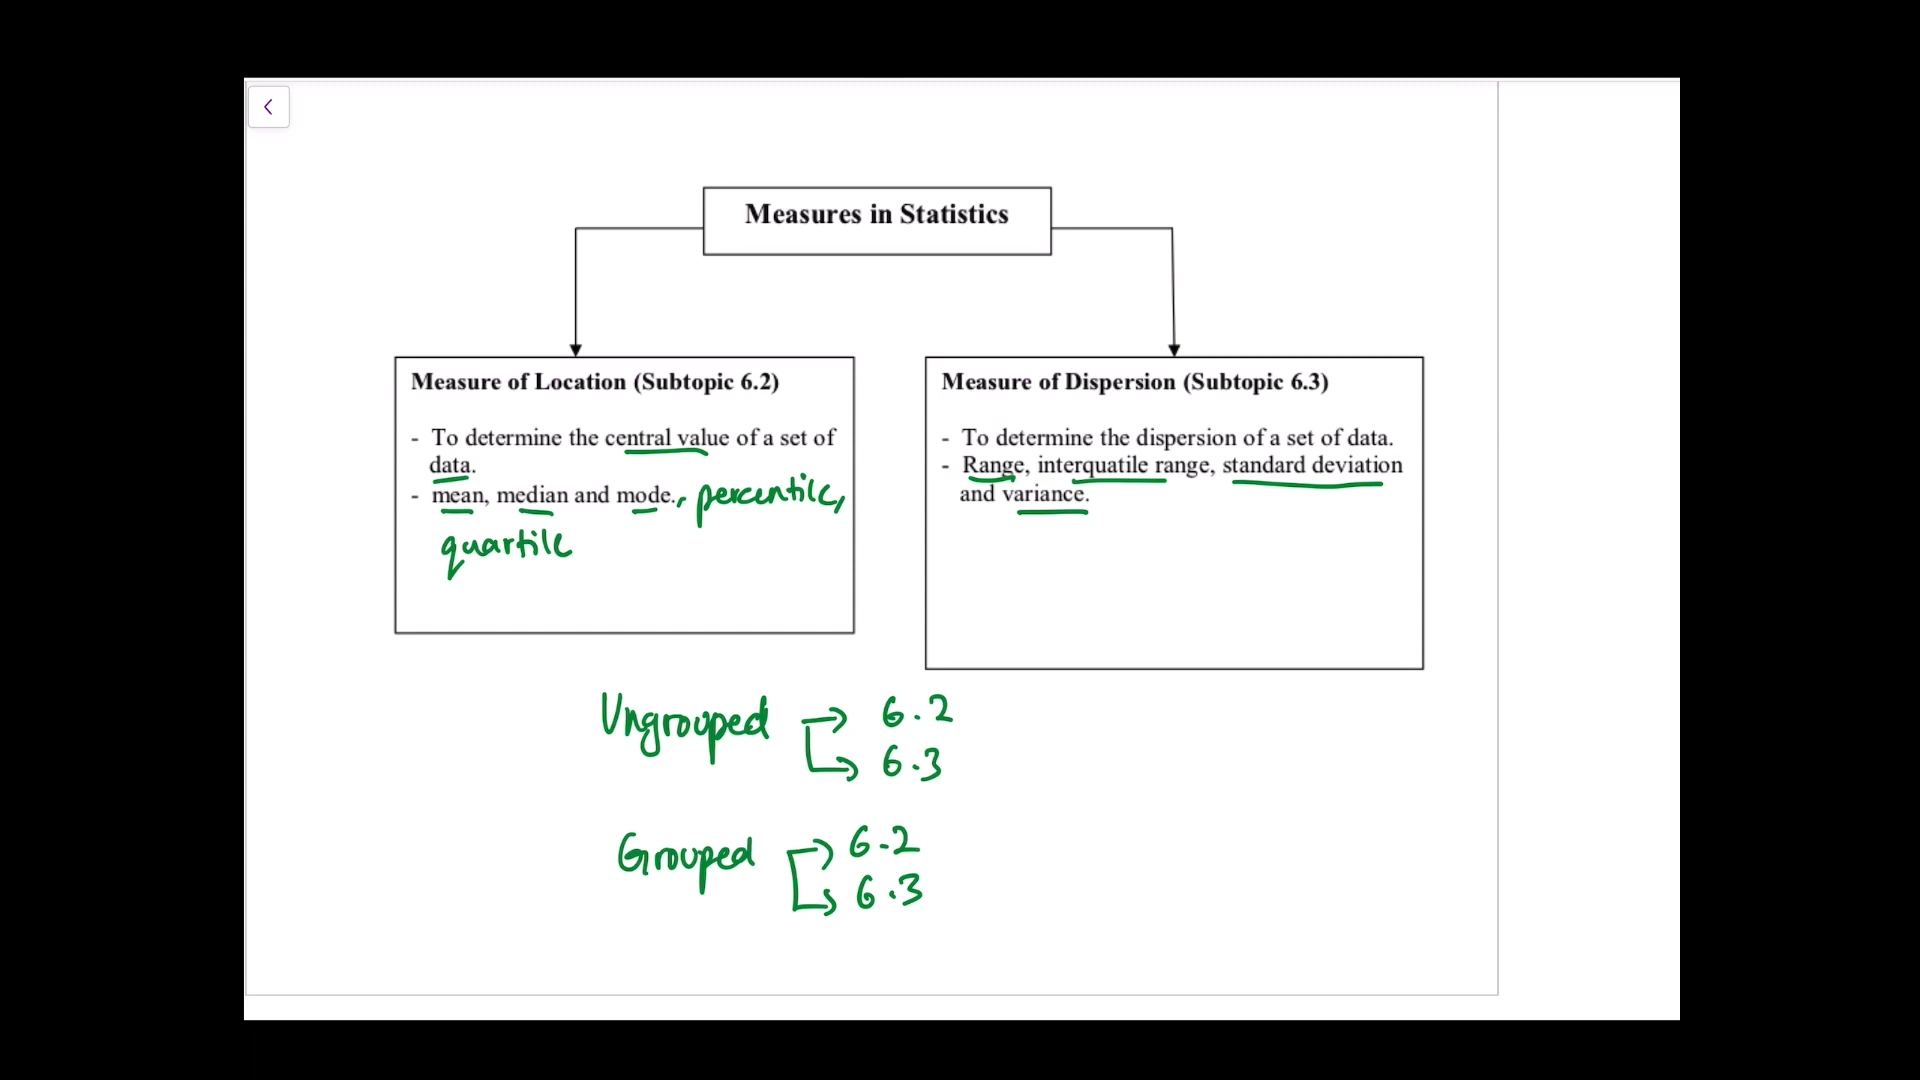 Measures in Statistics
Measure of Location (Subtopic 6.2)
- To determine the central value of a set of
data.
- mean, median and mode., percentile,
quartile
Measure of Dispersion (Subtopic 6.3)
- To determine the dispersion of a set of data.
- Range, interquatile range, standard deviation
and variance.
Ungrouped → 6.2
→ 6.3
Grouped → 6.2
→ 6.3